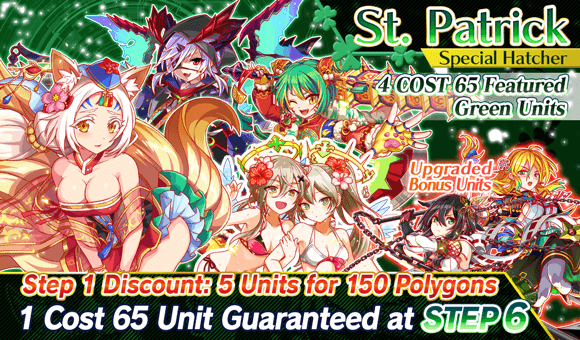 St. Patrick
Special Hatcher
4 COST 65 Featured
Green Units
Upgraded
Bonus Units
Step 1 Discount: 5 Units for 150 Polygons
1 Cost 65 Unit Guaranteed at STEP 6